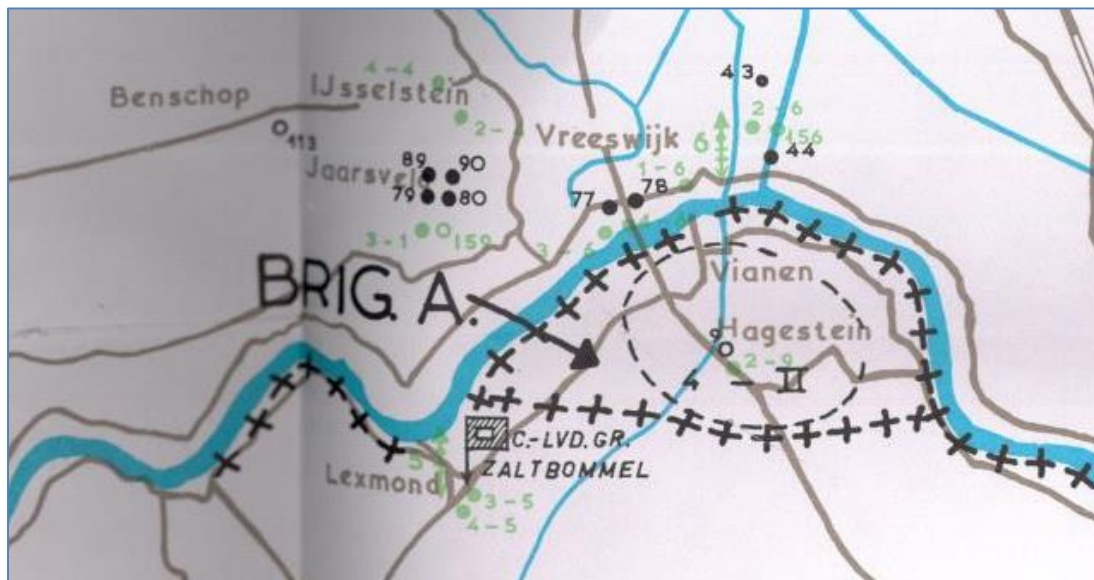 43
4-4
Benschop
IJsselstein
2-6
113
2-
Vreeswijk
6
156
44
89
90
Jaarsveld
1-6
79
80
77
78
3-1
159
3-6
BRIG. A.
Vianen
Hagestein
9
2-9
II
C.-LVD.GR.
ZALTBOMMEL
5
Lexmond
3-5
4-5